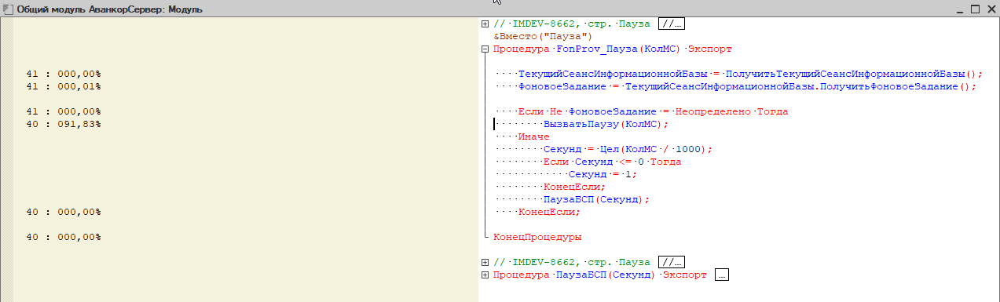 Общий модуль АванкорСервер: Модуль
// IMDEV-8662, стр. Пауза //...
&Вместо("Пауза")
Процедура FonProv_Пауза(КолМС) Экспорт
41 : 000,00% ТекущийСеансИнформационнойБазы = ПолучитьТекущийСеансИнформационнойБазы();
41 : 000,01% ФоновоеЗадание = ТекущийСеансИнформационнойБазы.ПолучитьФоновоеЗадание();
41 : 000,00% Если Не ФоновоеЗадание = Неопределено Тогда
40 : 091,83% ВызватьПаузу(КолМС);
Иначе
Секунд = Цел(КолМС / 1000);
Если Секунд <= 0 Тогда
Секунд = 1;
КонецЕсли;
ПаузаБСП(Секунд);
40 : 000,00% КонецЕсли;
40 : 000,00% КонецПроцедуры
// IMDEV-8662, стр. Пауза //...
Процедура ПаузаБСП(Секунд) Экспорт ...